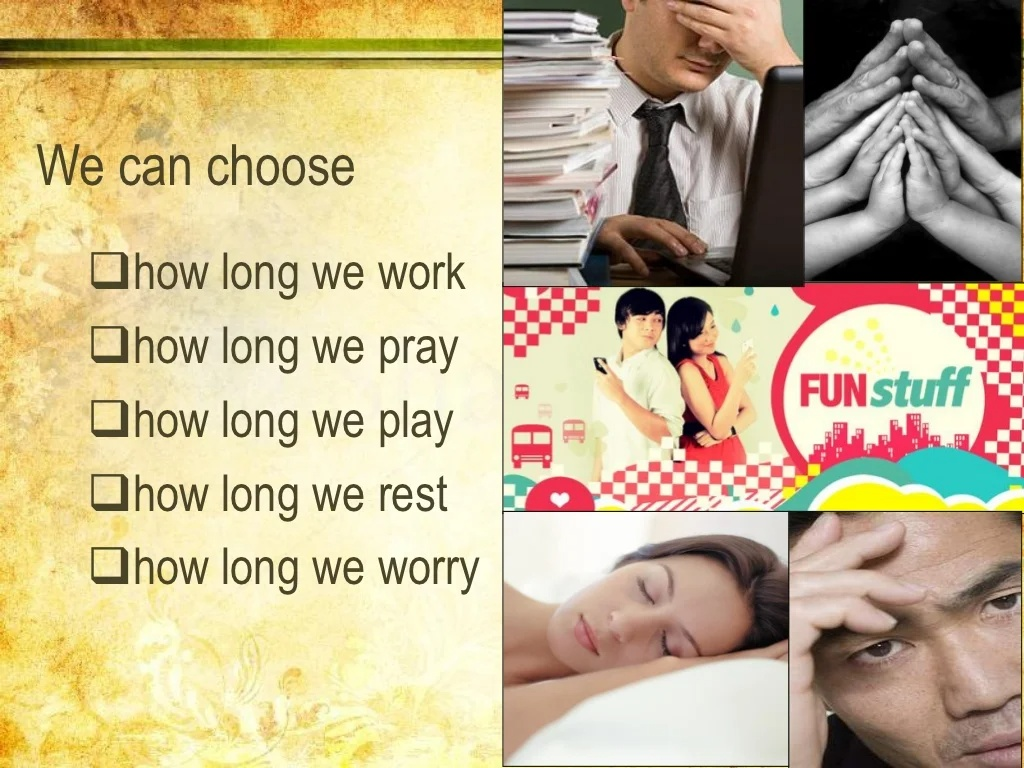 We can choose
❑how long we work
❑how long we pray
❑how long we play
❑how long we rest
❑how long we worry
FUNstuff